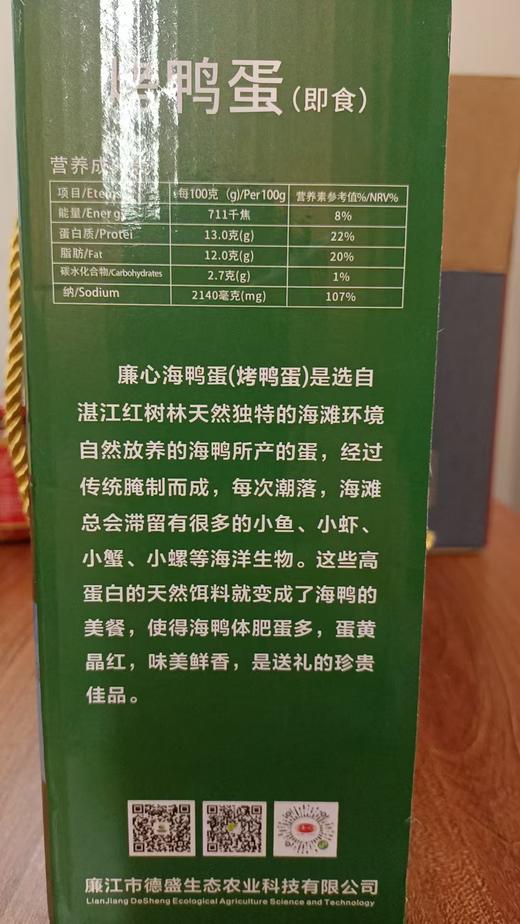 烤鸭蛋(即食)
营养成
项目/Etems 每100克 (g)/Per100g 营养素参考值%/NRV%
能量/Energ 711千焦 8%
蛋白质/Protei 13.0克(g) 22%
脂肪/Fat 12.0克(g) 20%
碳水化合物/Carbohydrates 2.7克(g) 1%
纳/Sodium 2140毫克(mg) 107%
廉心海鸭蛋(烤鸭蛋)是选自
湛江红树林天然独特的海滩环境
自然放养的海鸭所产的蛋，经过
传统腌制而成，每次潮落，海滩
总会滞留有很多的小鱼、小虾、
小蟹、小螺等海洋生物。这些高
蛋白的天然饵料就变成了海鸭的
美餐，使得海鸭体肥蛋多，蛋黄
晶红，味美鲜香，是送礼的珍贵
佳品。
廉江市德盛生态农业科技有限公司
LianJiang DeSheng Ecological Agriculture Science and Technology